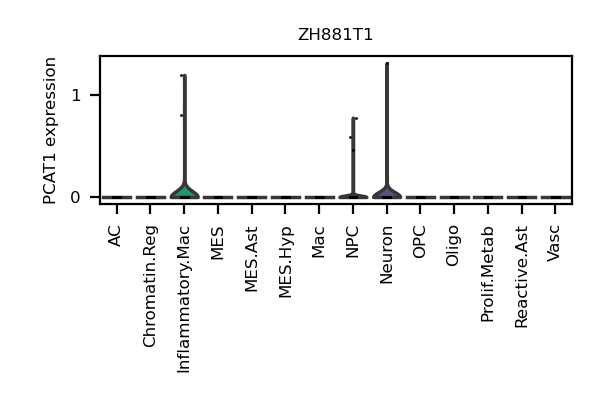 ZH881T1
PCAT1 expression
1
0
AC
Chromatin.Reg
Inflammatory.Mac
MES
MES.Ast
MES.Hyp
Mac
NPC
Neuron
OPC
Oligo
Prolif.Metab
Reactive.Ast
Vasc